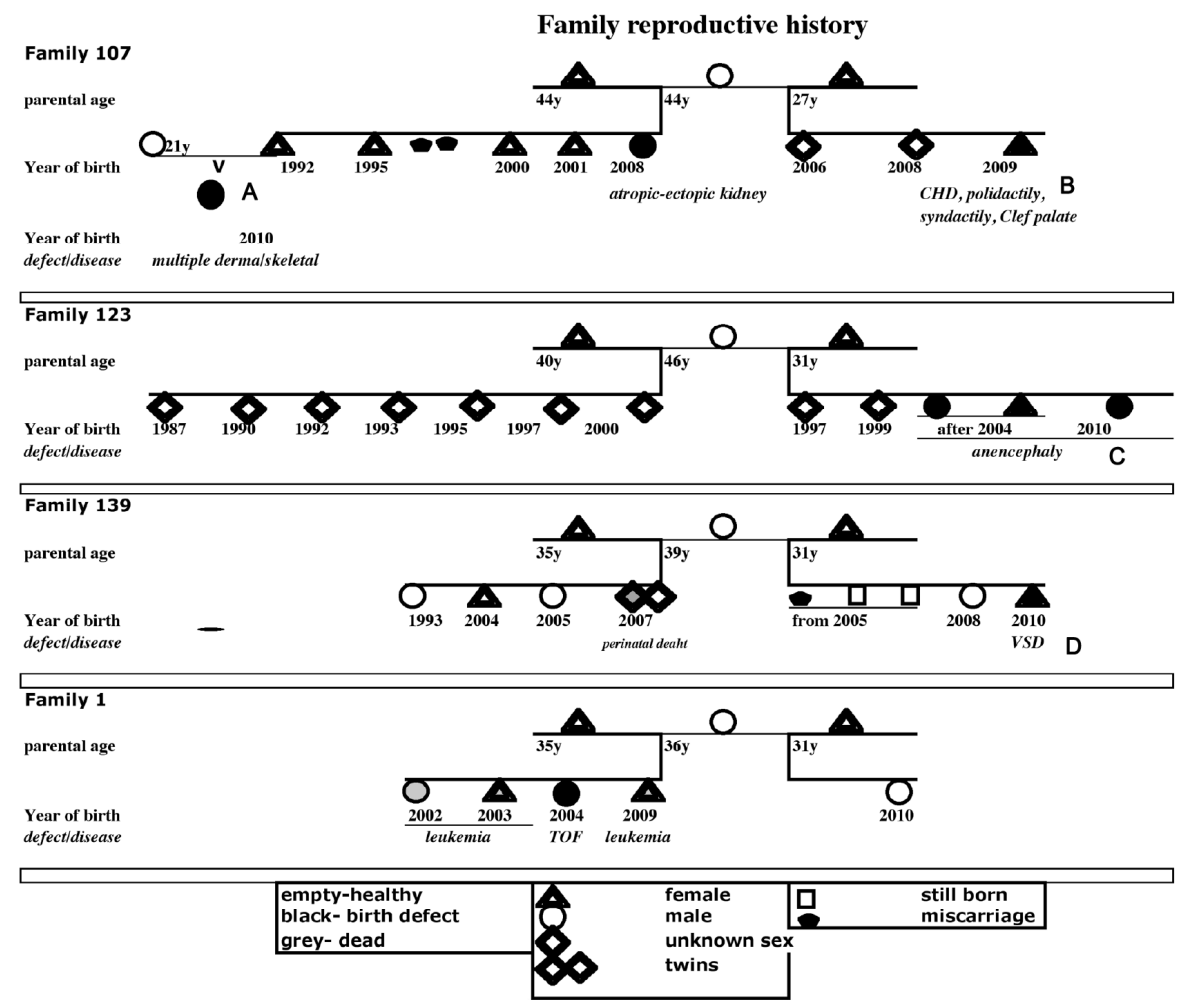 Family reproductive history
Family 107
parental age 44y 44y 27y
21y
Year of birth V 1992 1995 2000 2001 2008 2006 2008 2009
A atropic-ectopic kidney CHD, polidactily, B
syndactily, Clef palate
Year of birth 2010
defect/disease multiple derma/skeletal
Family 123
parental age 40y 46y 31y
Year of birth 1987 1990 1992 1993 1995 1997 2000 1997 1999 after 2004 2010
defect/disease anencephaly C
Family 139
parental age 35y 39y 31y
Year of birth 1993 2004 2005 2007 from 2005 2008 2010
defect/disease perinatal deaht VSD D
Family 1
parental age 35y 36y 31y
Year of birth 2002 2003 2004 2009 2010
defect/disease leukemia TOF leukemia
empty-healthy female still born
black- birth defect male miscarriage
grey- dead unknown sex
twins